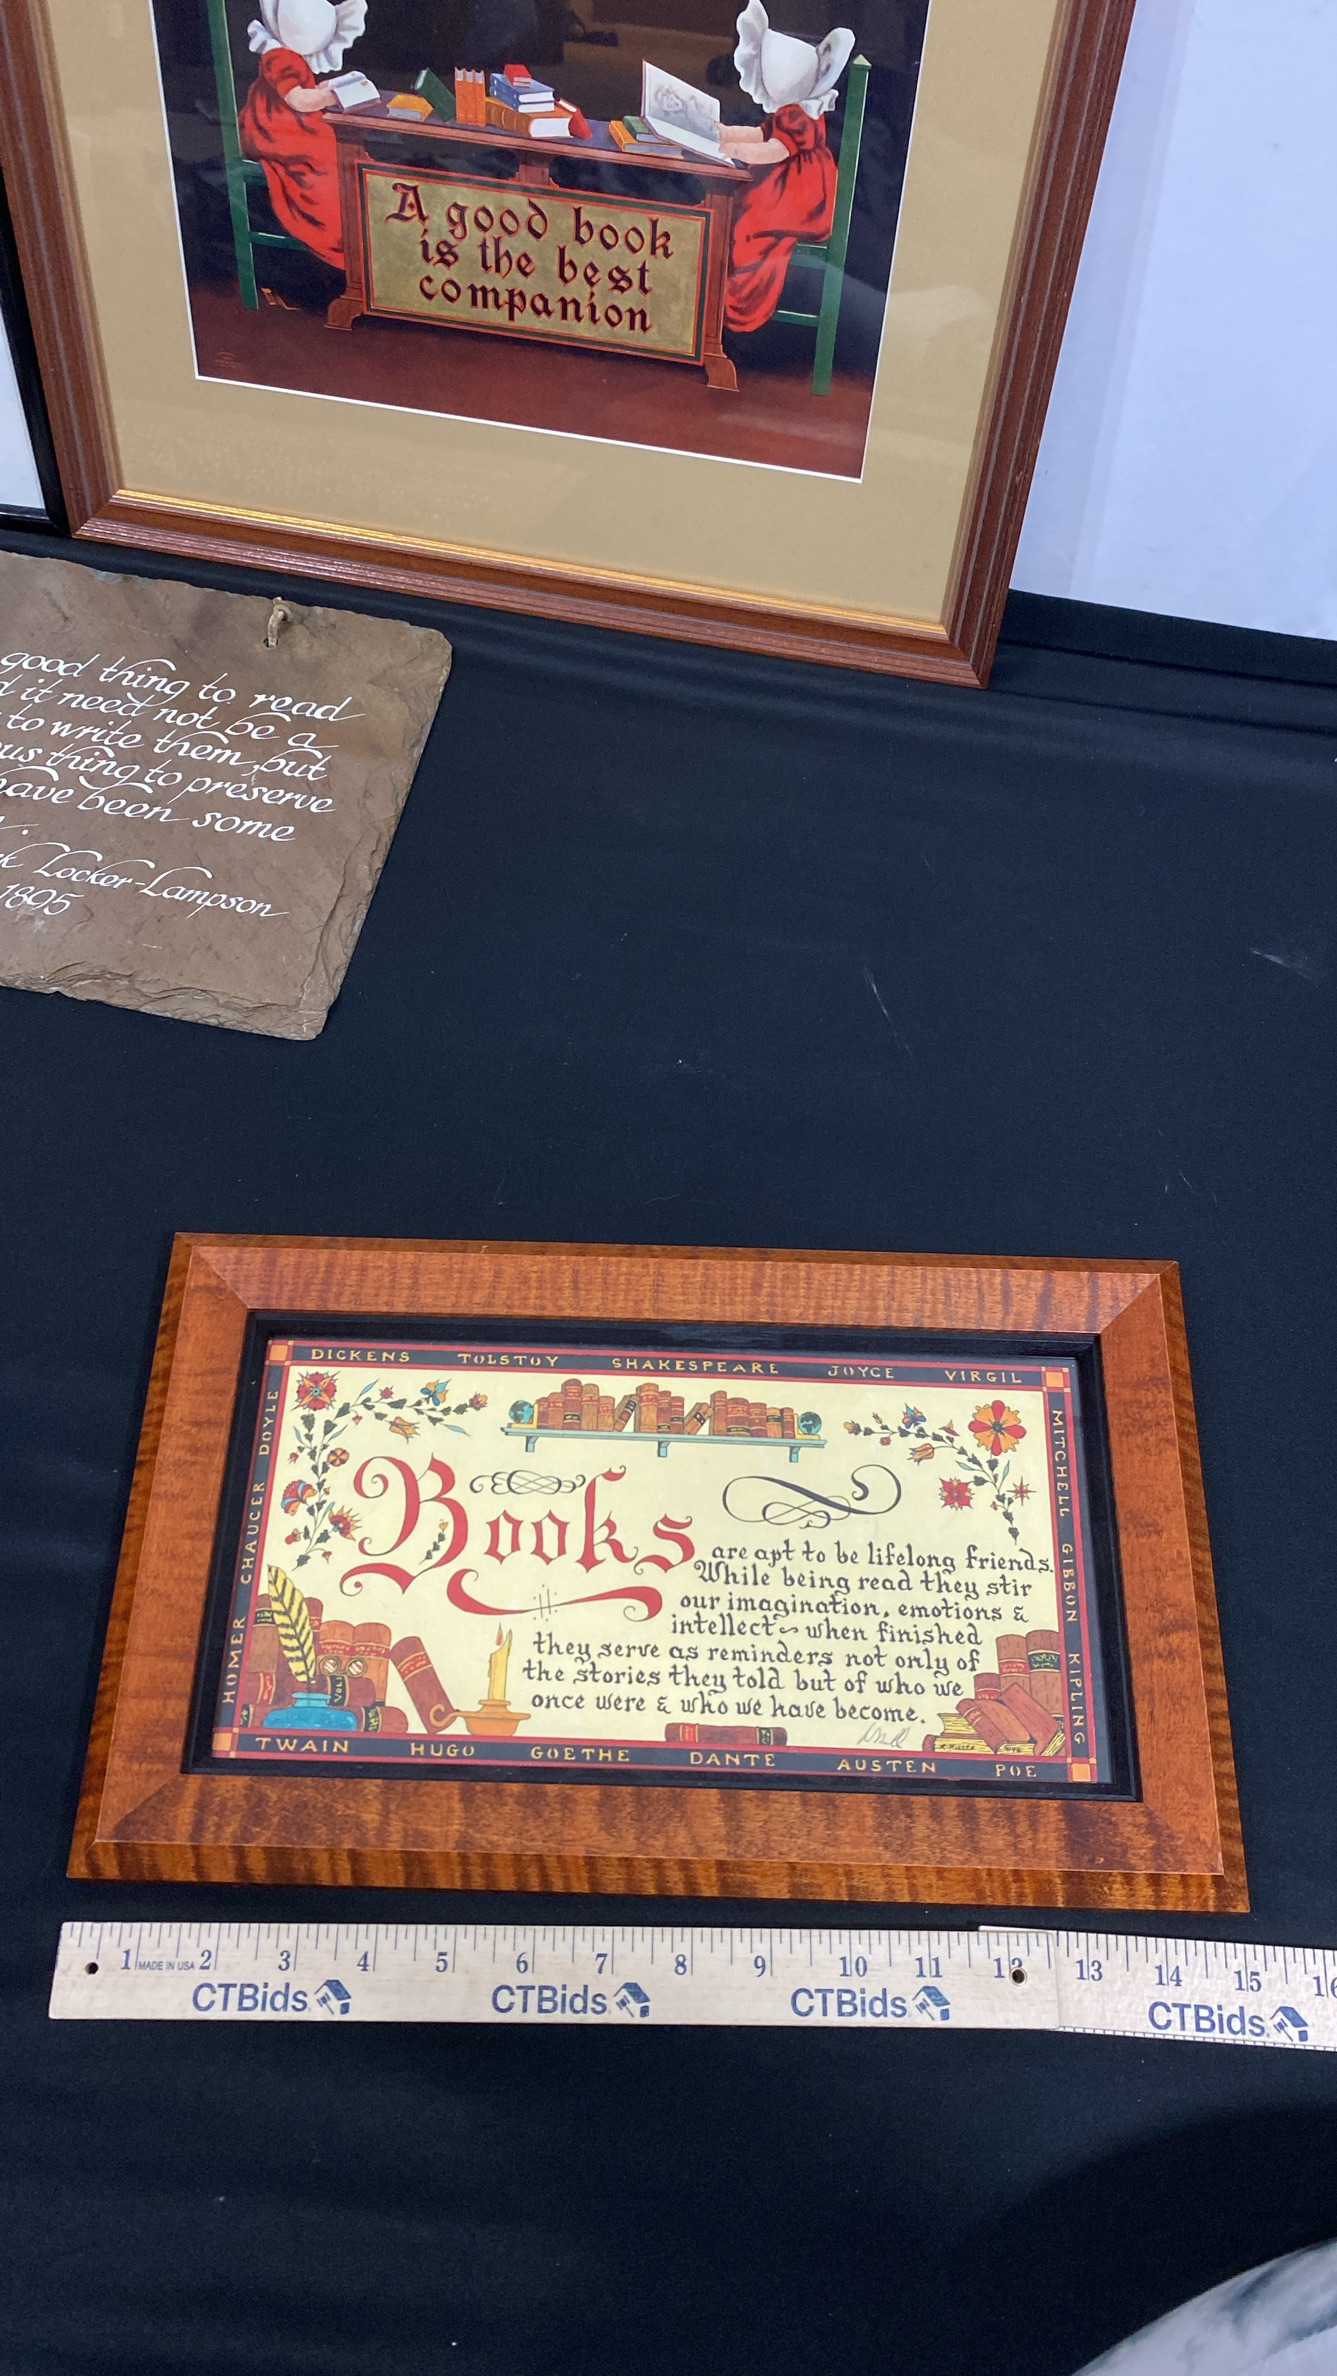 A good book
is the best
companion
good thing to read
it need not be a
to write them, but
thing to preserve
have been some
Locker-Lampson
1895
DICKENS TOLSTOY SHAKESPEARE JOYCE VIRGIL
HOMER CHAUCER DOYLE
MITCHELL GIBBON KIPLING
Books
are apt to be lifelong friends.
While being read they stir
our imagination, emotions &
intellect~when finished
they serve as reminders not only of
the stories they told but of who we
once were & who we have become.
TWAIN HUGO GOETHE DANTE AUSTEN POE
1 MADE IN USA 2 3 4 5 6 7 8 9 10 11 12 13 14 15 16
CTBids CTBids CTBids CTBids